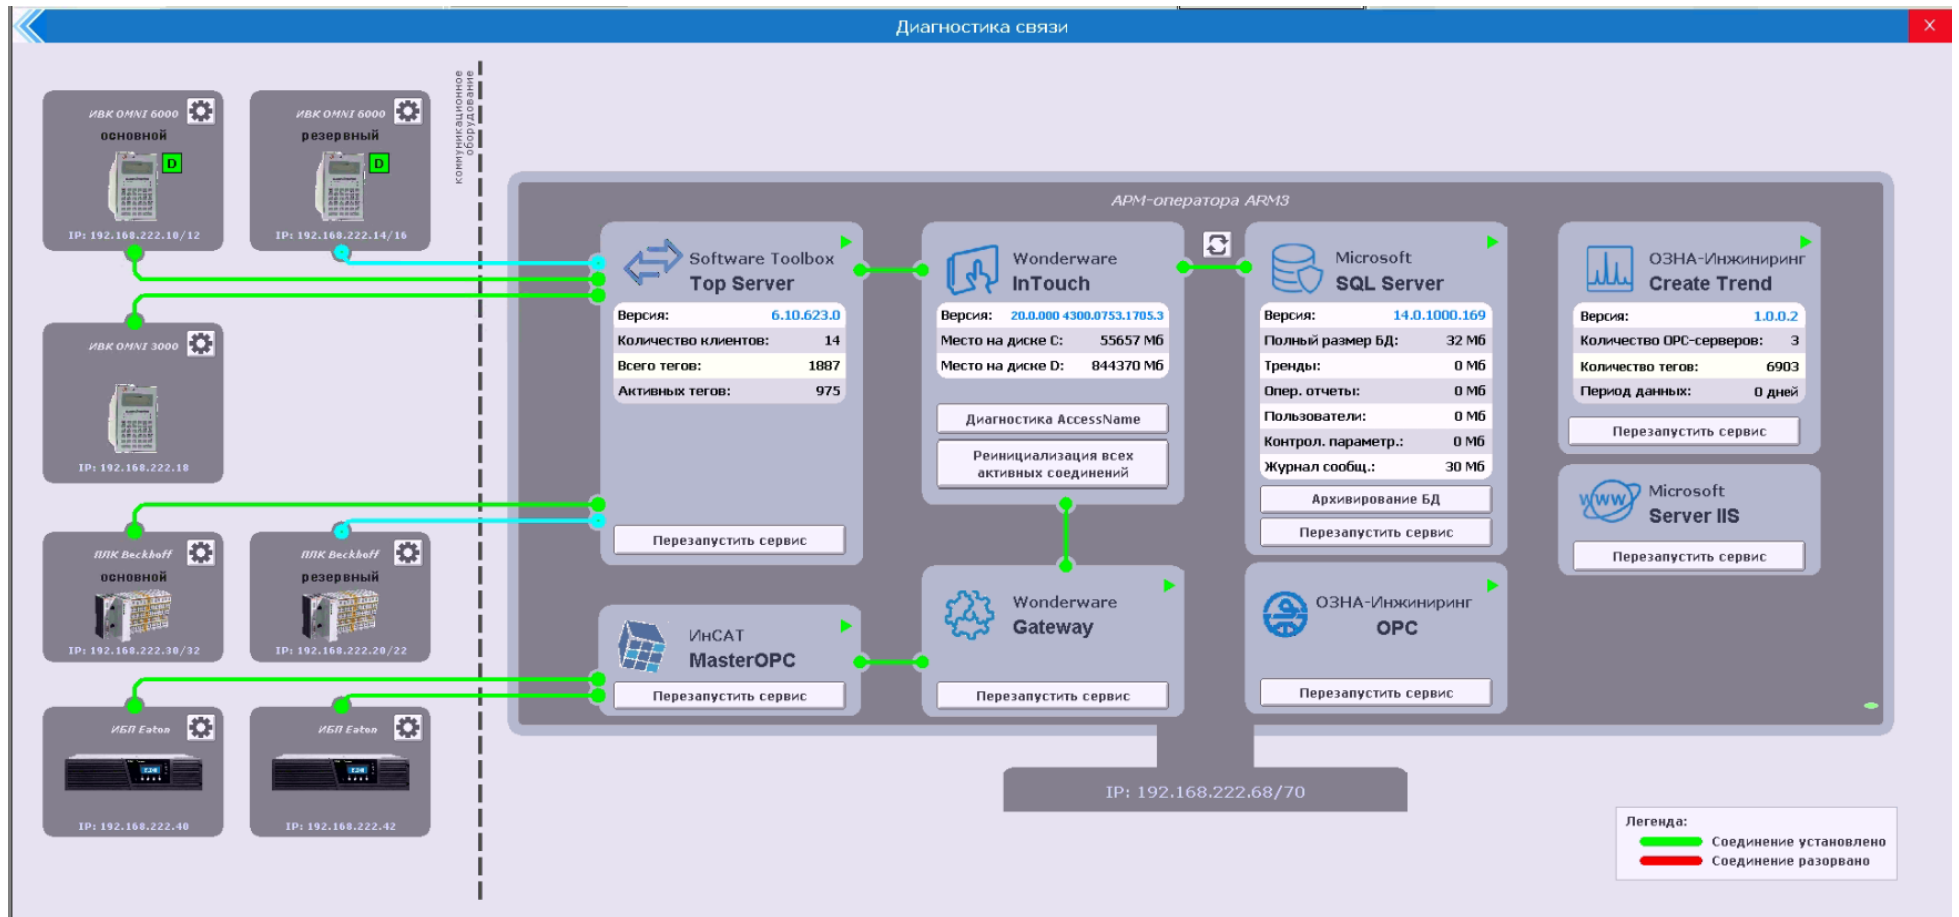 Диагностика связи
X
коммуникационное
оборудование
ИВК OMNI 6000
основной
D
IP: 192.168.222.10/12
ИВК OMNI 6000
резервный
D
IP: 192.168.222.14/16
ИВК OMNI 3000
IP: 192.168.222.18
ПЛК Beckhoff
основной
IP: 192.168.222.30/32
ПЛК Beckhoff
резервный
IP: 192.168.222.20/22
ИБП Eaton
IP: 192.168.222.40
ИБП Eaton
IP: 192.168.222.42
АРМ-оператора ARM3
Software Toolbox
Top Server
Версия: 6.10.623.0
Количество клиентов: 14
Всего тегов: 1887
Активных тегов: 975
Перезапустить сервис
ИнСАТ
MasterOPC
Перезапустить сервис
Wonderware
InTouch
Версия: 20.0.000 4300.0753.1705.3
Место на диске C: 55657 Мб
Место на диске D: 844370 Мб
Диагностика AccessName
Реинициализация всех
активных соединений
Wonderware
Gateway
Перезапустить сервис
Microsoft
SQL Server
Версия: 14.0.1000.169
Полный размер БД: 32 Мб
Тренды: 0 Мб
Опер. отчеты: 0 Мб
Пользователи: 0 Мб
Контрол. параметр.: 0 Мб
Журнал сообщ.: 30 Мб
Архивирование БД
Перезапустить сервис
ОЗНА-Инжиниринг
OPC
Перезапустить сервис
ОЗНА-Инжиниринг
Create Trend
Версия: 1.0.0.2
Количество OPC-серверов: 3
Количество тегов: 6903
Период данных: 0 дней
Перезапустить сервис
www
Microsoft
Server IIS
Перезапустить сервис
IP: 192.168.222.68/70
Легенда:
Соединение установлено
Соединение разорвано